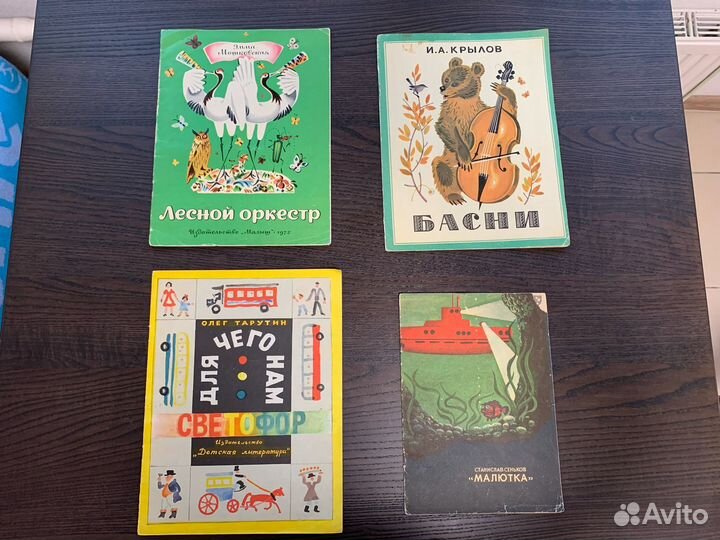 Эмма
Мошковская
Лесной оркестр
Издательство „Малыш" 1975
И.А.КРЫЛОВ
БАСНИ
ОЛЕГ ТАРУТИН
ДЛЯ ЧЕГО НАМ
СВЕТОФОР
Издательство
„Детская литература"
СТАНИСЛАВ СЕНЬКОВ
«МАЛЮТКА»
Avito